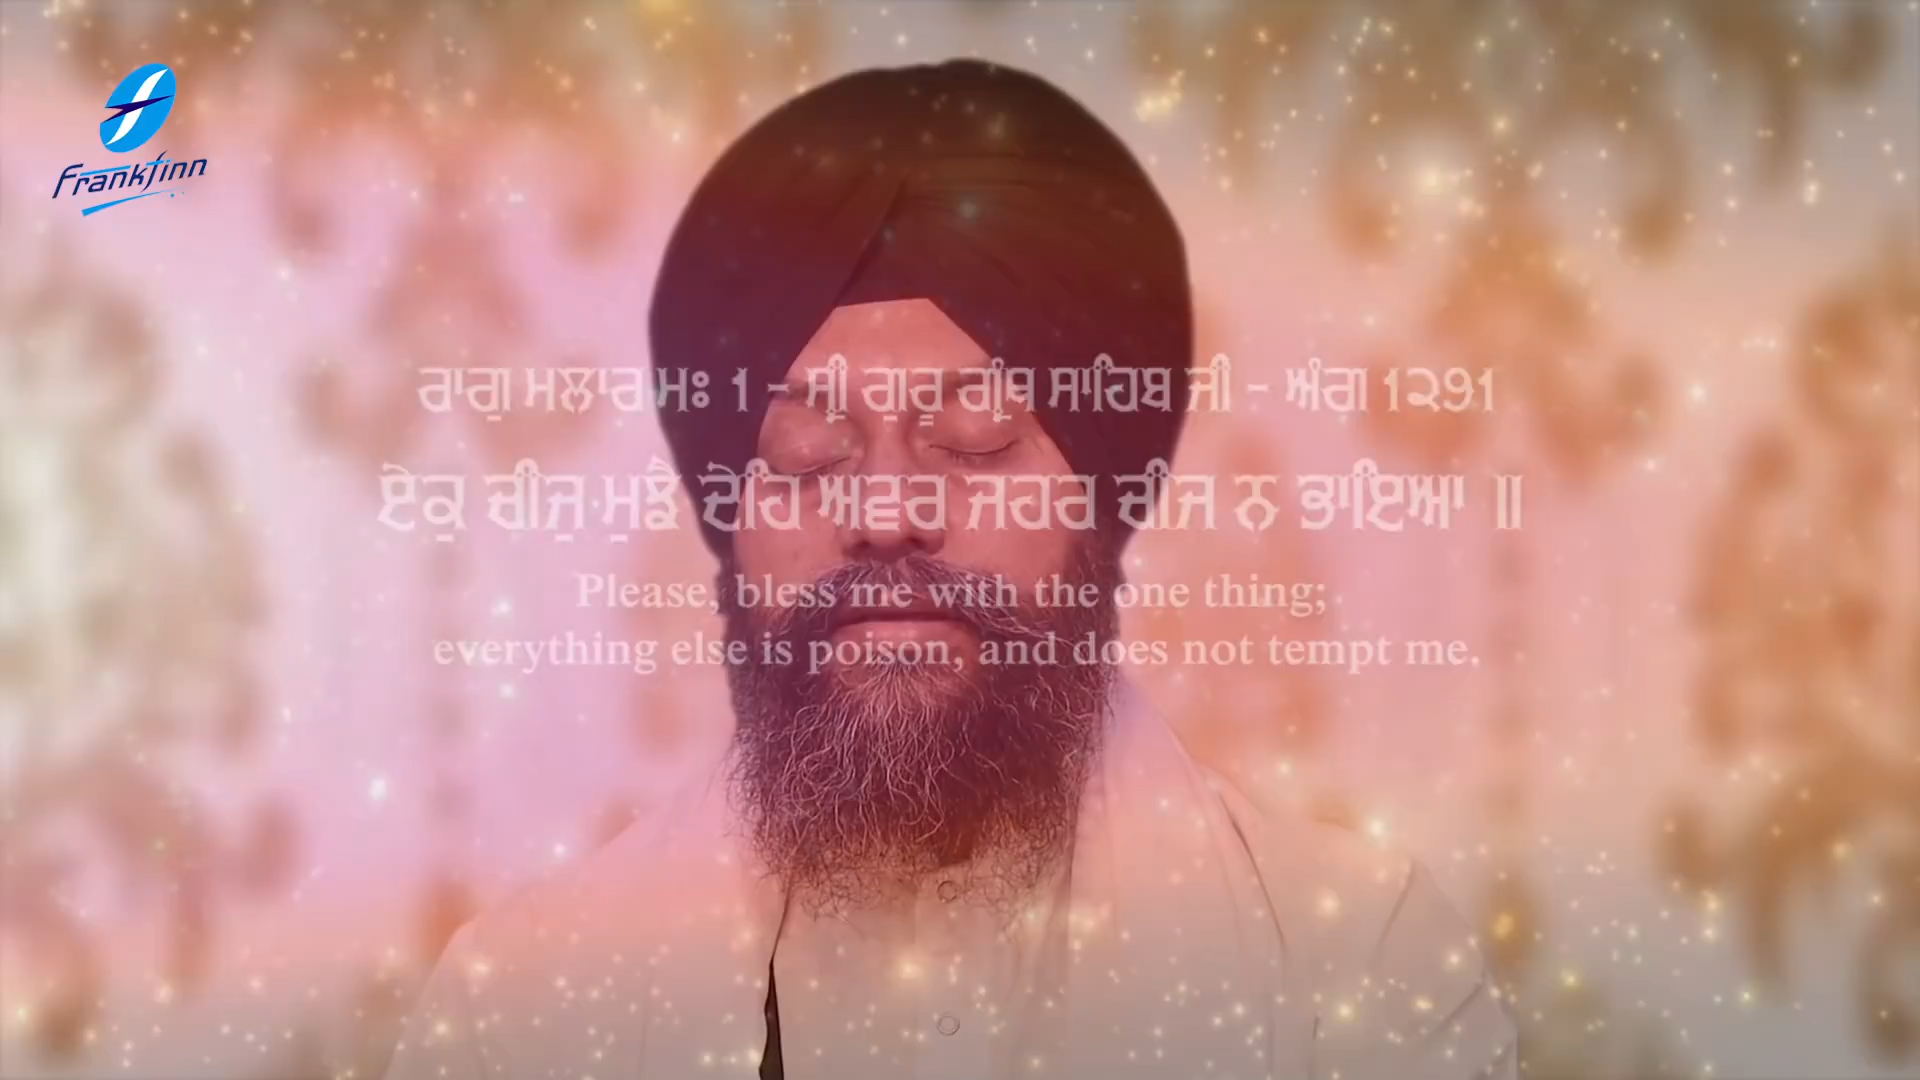 Frankfinn
ਰਾਗੁ ਮਲਾਰ ਮਃ 1 - ਸ੍ਰੀ ਗੁਰੂ ਗ੍ਰੰਥ ਸਾਹਿਬ ਜੀ - ਅੰਗ 1291
ਏਕੁ ਚੀਜੁ ਮੁਝੈ ਦੇਹਿ ਅਵਰ ਜਹਰ ਚੀਜ ਨ ਭਾਇਆ ॥
Please, bless me with the one thing;
everything else is poison, and does not tempt me.